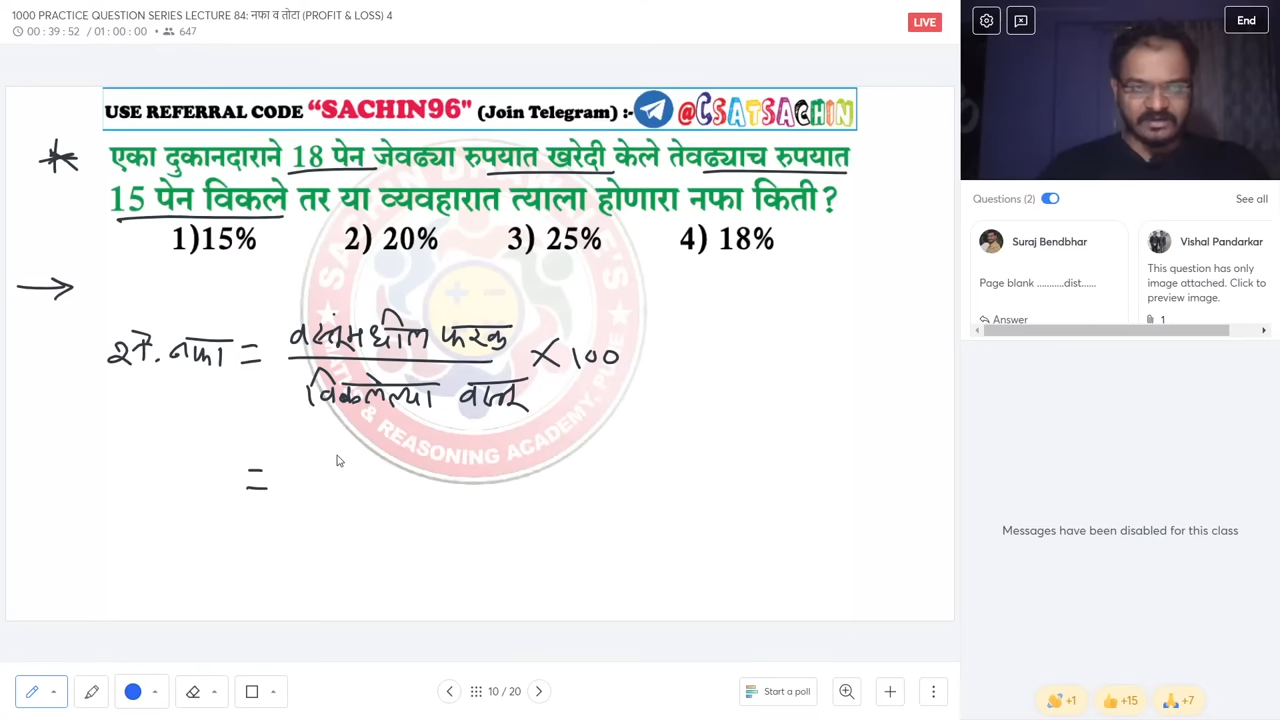 1000 PRACTICE QUESTION SERIES LECTURE 84: नफा व तोटा (PROFIT & LOSS) 4
00 : 39 : 52 / 01 : 00 : 00 • 647
LIVE
End
USE REFERRAL CODE “SACHIN96" (Join Telegram) :- @CSATSACHIN
एका दुकानदाराने 18 पेन जेवढ्या रुपयात खरेदी केले तेवढ्याच रुपयात
15 पेन विकले तर या व्यवहारात त्याला होणारा नफा किती ?
1)15% 2) 20% 3) 25% 4) 18%
शे. नफा = वस्तूमधील फरक / विकलेल्या वस्तू × 100
=
& REASONING ACADEMY, PUNE
Questions (2) See all
Suraj Bendbhar
Page blank ...........dist......
Answer
Vishal Pandarkar
This question has only
image attached. Click to
preview image.
1
Messages have been disabled for this class
10 / 20
Start a poll
+1 +15 +7